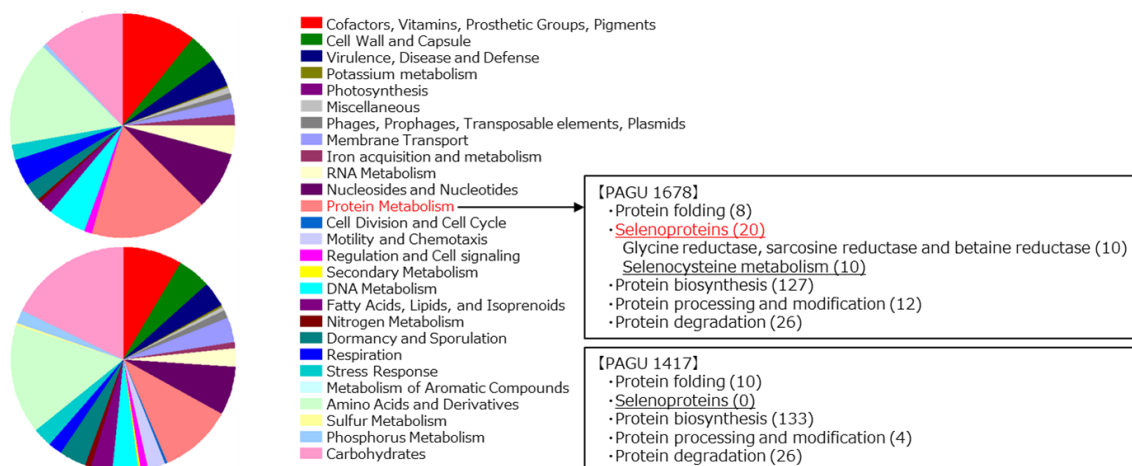 Cofactors, Vitamins, Prosthetic Groups, Pigments
Cell Wall and Capsule
Virulence, Disease and Defense
Potassium metabolism
Photosynthesis
Miscellaneous
Phages, Prophages, Transposable elements, Plasmids
Membrane Transport
Iron acquisition and metabolism
RNA Metabolism
Nucleosides and Nucleotides
Protein Metabolism
Cell Division and Cell Cycle
Motility and Chemotaxis
Regulation and Cell signaling
Secondary Metabolism
DNA Metabolism
Fatty Acids, Lipids, and Isoprenoids
Nitrogen Metabolism
Dormancy and Sporulation
Respiration
Stress Response
Metabolism of Aromatic Compounds
Amino Acids and Derivatives
Sulfur Metabolism
Phosphorus Metabolism
Carbohydrates
【PAGU 1678】
・Protein folding (8)
・Selenoproteins (20)
Glycine reductase, sarcosine reductase and betaine reductase (10)
Selenocysteine metabolism (10)
・Protein biosynthesis (127)
・Protein processing and modification (12)
・Protein degradation (26)
【PAGU 1417】
・Protein folding (10)
・Selenoproteins (0)
・Protein biosynthesis (133)
・Protein processing and modification (4)
・Protein degradation (26)